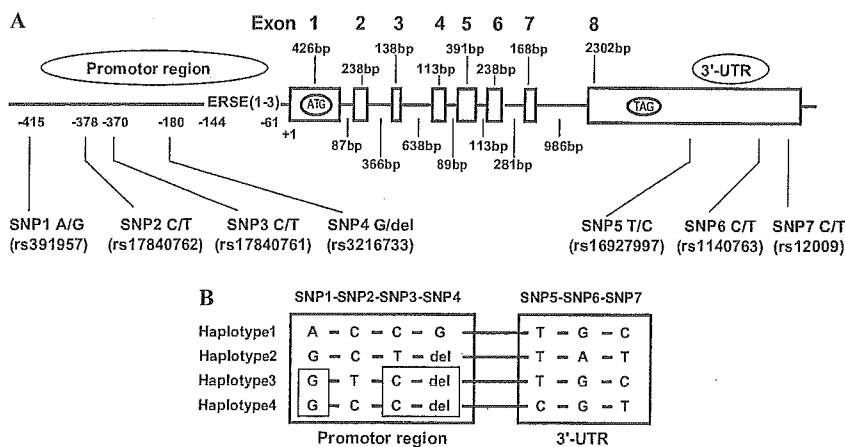 A
Exon 1 2 3 4 5 6 7 8
426bp 138bp 391bp 168bp 2302bp
238bp 113bp 238bp
Promotor region
3'-UTR
ERSE(1-3)
ATG
TAG
-415 -378 -370 -180 -144 -61
+1
87bp 638bp 113bp 986bp
366bp 89bp 281bp
SNP1 A/G SNP2 C/T SNP3 C/T SNP4 G/del SNP5 T/C SNP6 C/T SNP7 C/T
(rs391957) (rs17840762) (rs17840761) (rs3216733) (rs16927997) (rs1140763) (rs12009)
B
SNP1-SNP2-SNP3-SNP4 SNP5-SNP6-SNP7
Haplotype1 A – C – C – G T – G – C
Haplotype2 G – C – T – del T – A – T
Haplotype3 G – T – C – del T – G – C
Haplotype4 G – C – C – del C – G – T
Promotor region 3'-UTR